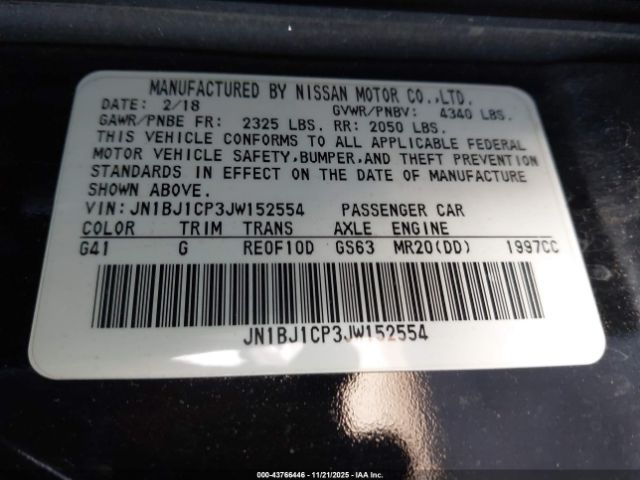 MANUFACTURED BY NISSAN MOTOR CO.,LTD.
DATE: 2/18 GVWR/PNBV: 4340 LBS.
GAWR/PNBE FR: 2325 LBS. RR: 2050 LBS.
THIS VEHICLE CONFORMS TO ALL APPLICABLE FEDERAL
MOTOR VEHICLE SAFETY,BUMPER,AND THEFT PREVENTION
STANDARDS IN EFFECT ON THE DATE OF MANUFACTURE
SHOWN ABOVE.
VIN:JN1BJ1CP3JW152554 PASSENGER CAR
COLOR TRIM TRANS AXLE ENGINE
G41 G RE0F10D GS63 MR20(DD) 1997CC
JN1BJ1CP3JW152554
000-43766446 - 11/21/2025 - IAA Corp.